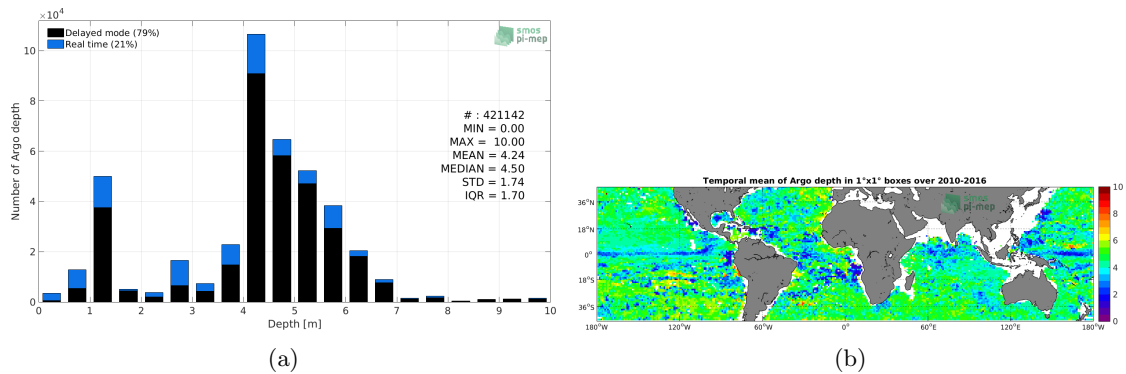 ×10⁴
Delayed mode (79%)
Real time (21%)
smos
pi-mep
10
8
6
4
2
0
Number of Argo depth
# : 421142
MIN = 0.00
MAX = 10.00
MEAN = 4.24
MEDIAN = 4.50
STD = 1.74
IQR = 1.70
0 1 2 3 4 5 6 7 8 9 10
Depth [m]
(a)
Temporal mean of Argo depth in 1°x1° boxes over 2010-2016
smos
pi-mep
36°N
18°N
0°
18°S
36°S
180°W 120°W 60°W 0° 60°E 120°E 180°W
10
8
6
4
2
0
(b)